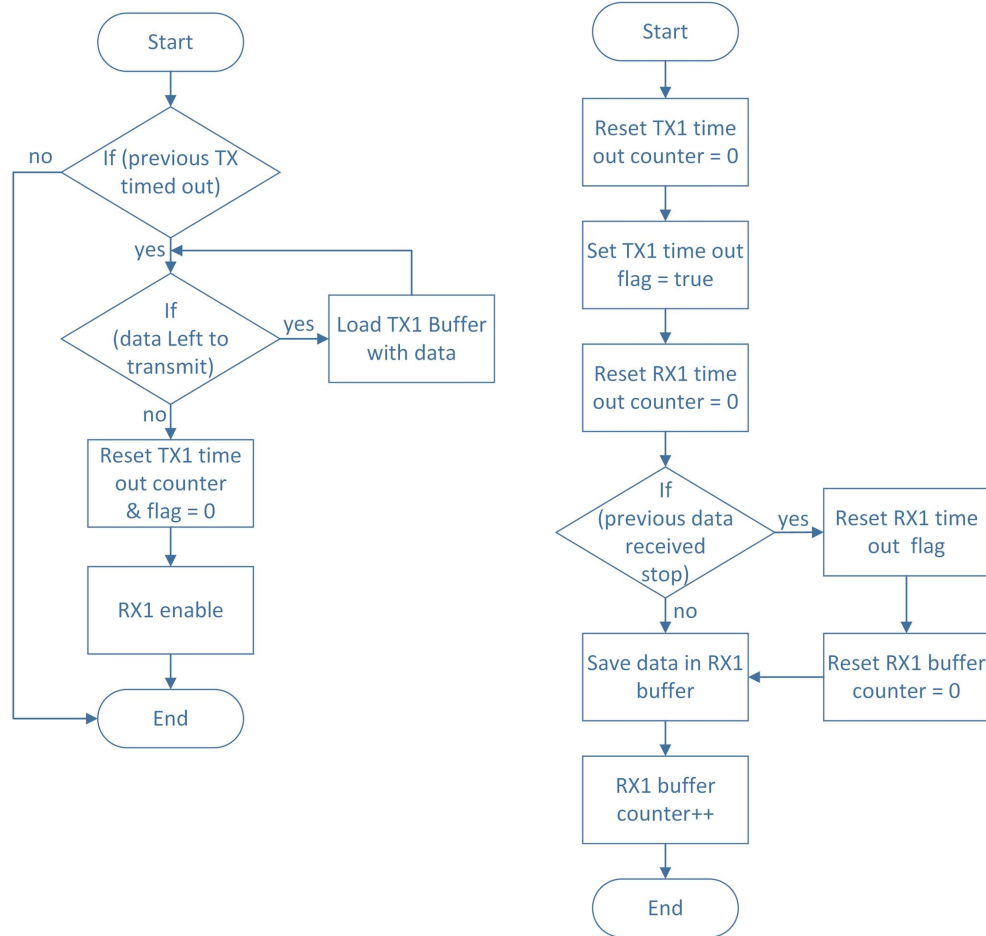 Start
If (previous TX
timed out)
no
yes
If
(data Left to
transmit)
yes
Load TX1 Buffer
with data
no
Reset TX1 time
out counter
& flag = 0
RX1 enable
End
Start
Reset TX1 time
out counter = 0
Set TX1 time out
flag = true
Reset RX1 time
out counter = 0
If
(previous data
received
stop)
yes
Reset RX1 time
out flag
no
Save data in RX1
buffer
Reset RX1 buffer
counter = 0
RX1 buffer
counter++
End